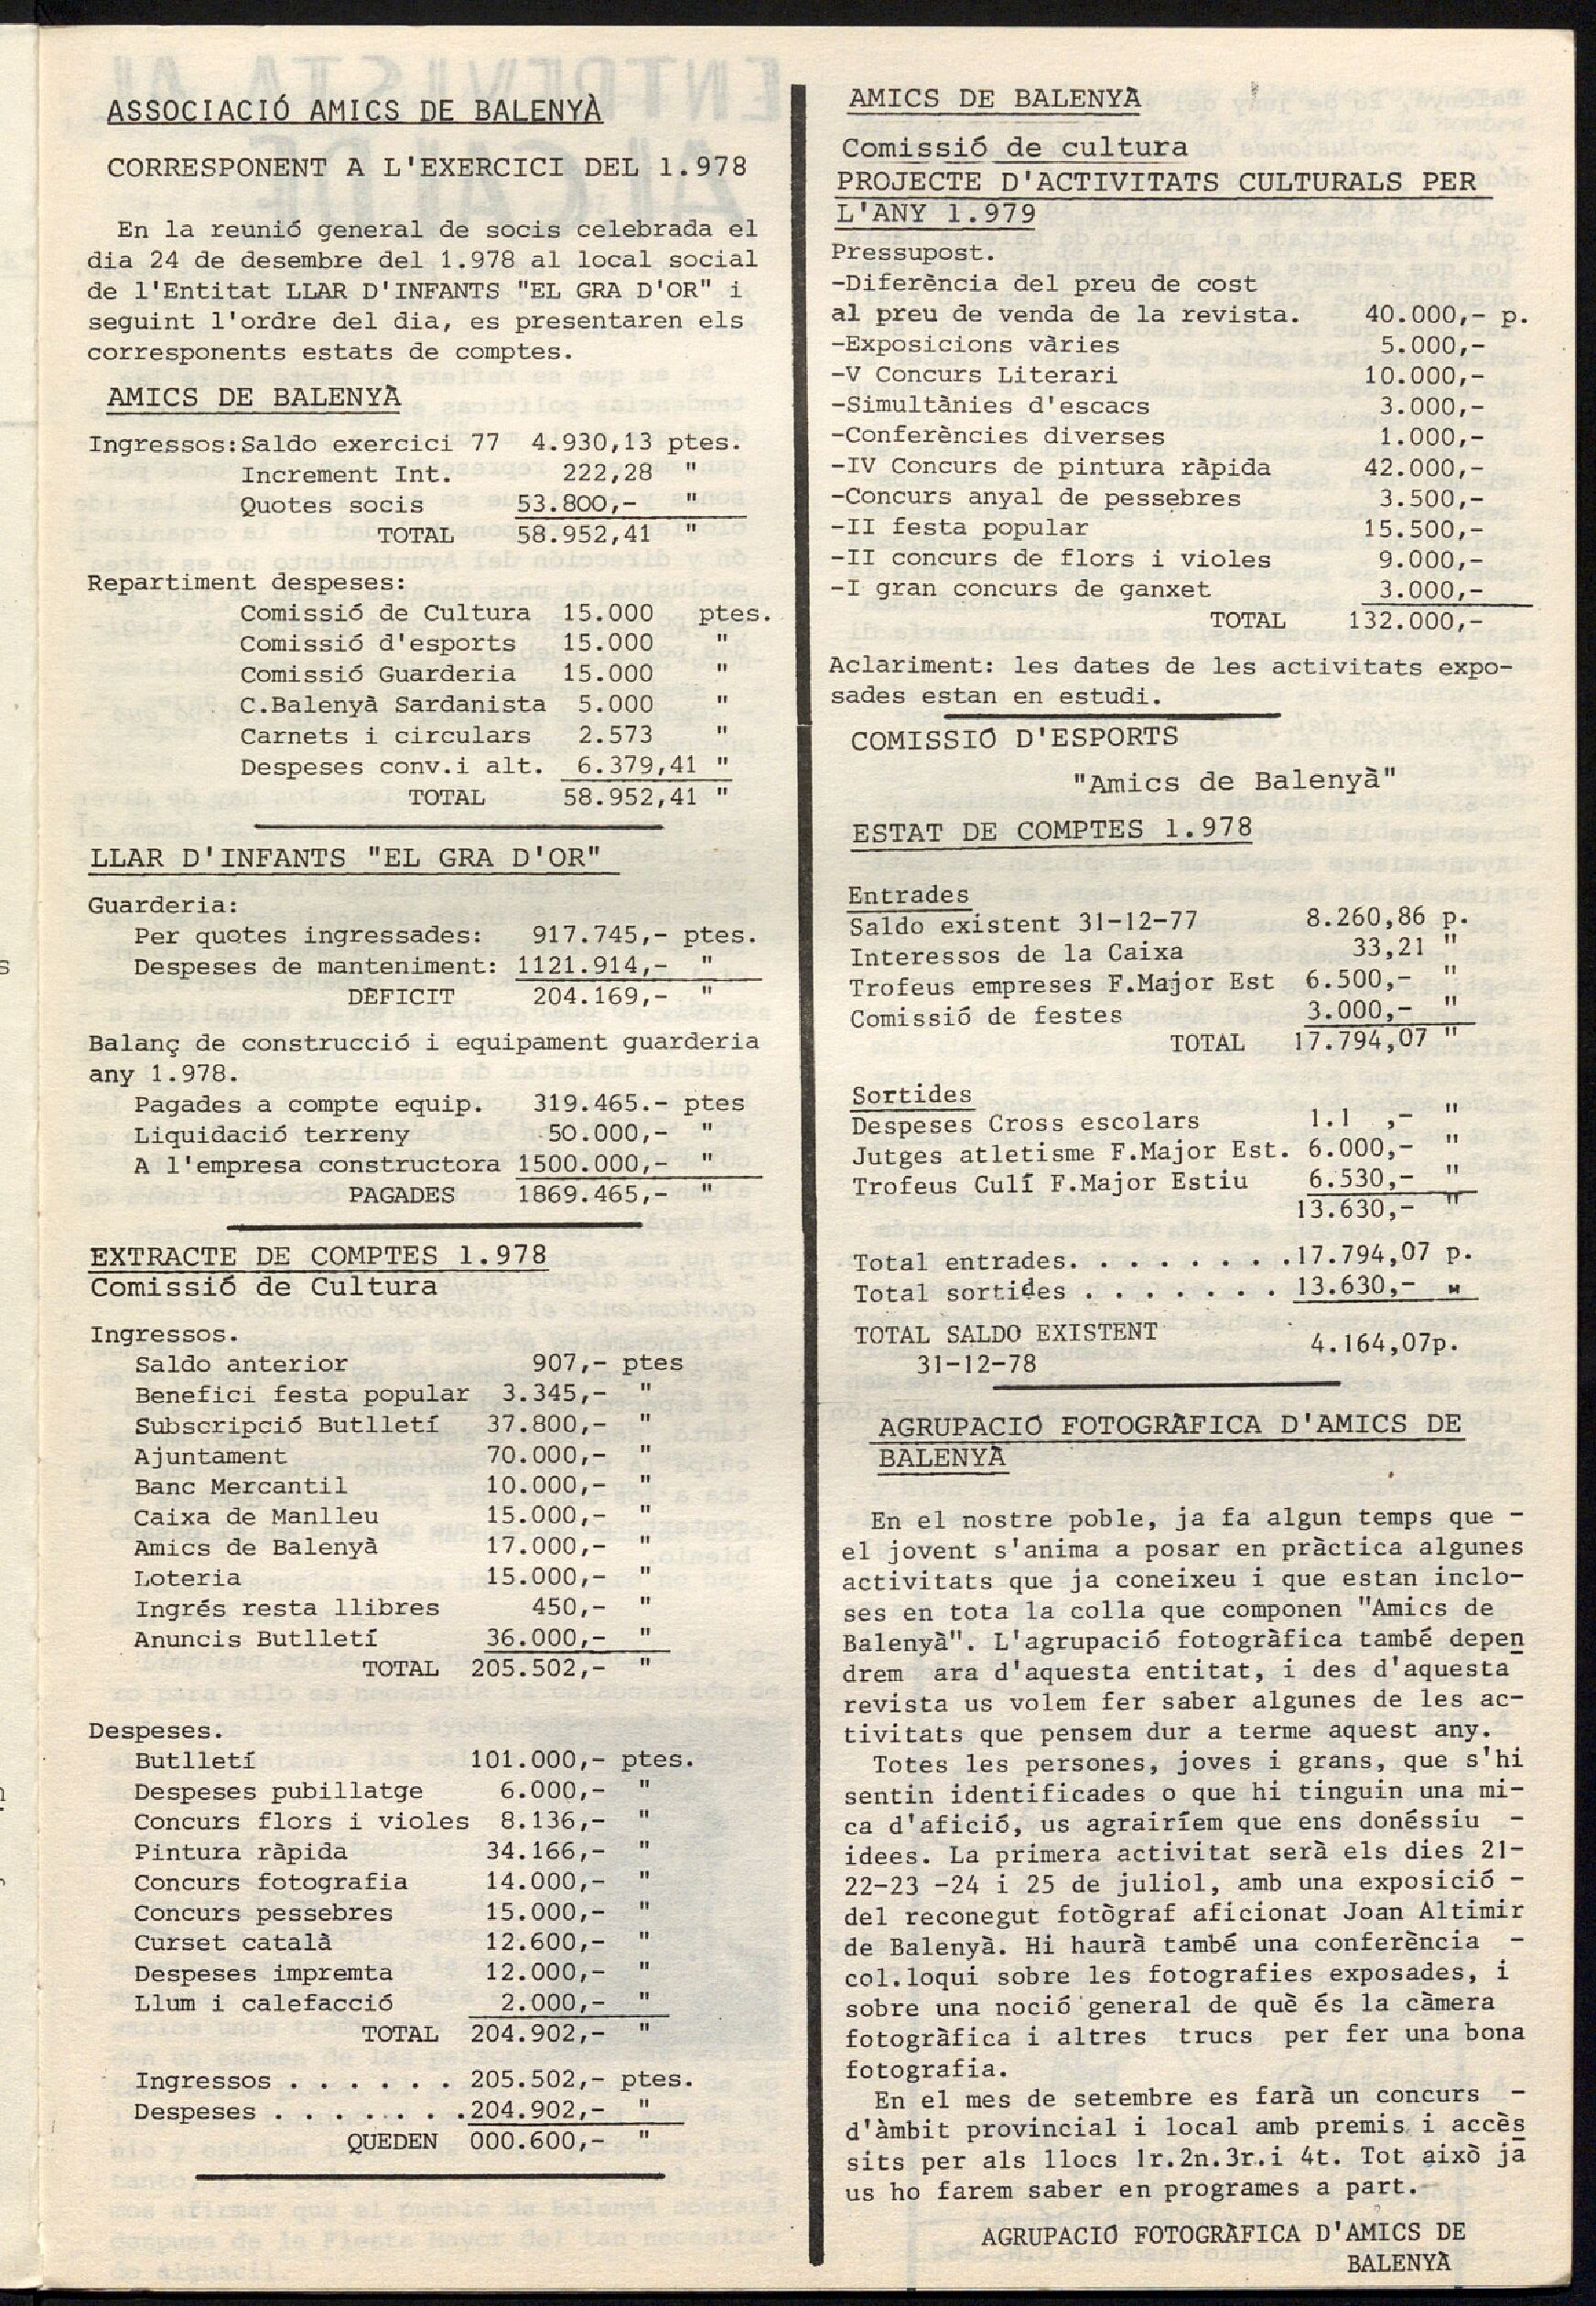 ASSOCIACIÓ AMICS DE BALENYÀ
CORRESPONENT A L'EXERCICI DEL 1.978
En la reunió general de socis celebrada el
dia 24 de desembre del 1.978 al local social
de l'Entitat LLAR D'INFANTS "EL GRA D'OR" i
seguint l'ordre del dia, es presentaren els
corresponents estats de comptes.
AMICS DE BALENYÀ
Ingressos:Saldo exercici 77 4.930,13 ptes.
Increment Int. 222,28 "
Quotes socis 53.800,- "
TOTAL 58.952,41 "
Repartiment despeses:
Comissió de Cultura 15.000 ptes.
Comissió d'esports 15.000 "
Comissió Guarderia 15.000 "
C.Balenyà Sardanista 5.000 "
Carnets i circulars 2.573 "
Despeses conv.i alt. 6.379,41 "
TOTAL 58.952,41 "
LLAR D'INFANTS "EL GRA D'OR"
Guarderia:
Per quotes ingressades: 917.745,- ptes.
Despeses de manteniment: 1121.914,- "
DEFICIT 204.169,- "
Balanç de construcció i equipament guarderia
any 1.978.
Pagades a compte equip. 319.465.- ptes
Liquidació terreny 50.000,- "
A l'empresa constructora 1500.000,- "
PAGADES 1869.465,- "
EXTRACTE DE COMPTES 1.978
Comissió de Cultura
Ingressos.
Saldo anterior 907,- ptes
Benefici festa popular 3.345,- "
Subscripció Butlletí 37.800,- "
Ajuntament 70.000,- "
Banc Mercantil 10.000,- "
Caixa de Manlleu 15.000,- "
Amics de Balenyà 17.000,- "
Loteria 15.000,- "
Ingrés resta llibres 450,- "
Anuncis Butlletí 36.000,- "
TOTAL 205.502,- "
Despeses.
Butlletí 101.000,- ptes.
Despeses pubillatge 6.000,- "
Concurs flors i violes 8.136,- "
Pintura ràpida 34.166,- "
Concurs fotografia 14.000,- "
Concurs pessebres 15.000,- "
Curset català 12.600,- "
Despeses impremta 12.000,- "
Llum i calefacció 2.000,- "
TOTAL 204.902,- "
Ingressos . . . . . . 205.502,- ptes.
Despeses . . . . . . .204.902,- "
QUEDEN 000.600,- "
AMICS DE BALENYÀ
Comissió de cultura
PROJECTE D'ACTIVITATS CULTURALS PER
L'ANY 1.979
Pressupost.
-Diferència del preu de cost
al preu de venda de la revista. 40.000,- p.
-Exposicions vàries 5.000,-
-V Concurs Literari 10.000,-
-Simultànies d'escacs 3.000,-
-Conferències diverses 1.000,-
-IV Concurs de pintura ràpida 42.000,-
-Concurs anyal de pessebres 3.500,-
-II festa popular 15.500,-
-II concurs de flors i violes 9.000,-
-I gran concurs de ganxet 3.000,-
TOTAL 132.000,-
Aclariment: les dates de les activitats expo-
sades estan en estudi.
COMISSIÓ D'ESPORTS
"Amics de Balenyà"
ESTAT DE COMPTES 1.978
Entrades
Saldo existent 31-12-77 8.260,86 p.
Interessos de la Caixa 33,21 "
Trofeus empreses F.Major Est 6.500,- "
Comissió de festes 3.000,- "
TOTAL 17.794,07 "
Sortides
Despeses Cross escolars 1.1 ,- "
Jutges atletisme F.Major Est. 6.000,- "
Trofeus Culí F.Major Estiu 6.530,- "
13.630,- "
Total entrades. . . . . . . .17.794,07 p.
Total sortides . . . . . . . 13.630,- "
TOTAL SALDO EXISTENT 4.164,07p.
31-12-78
AGRUPACIÓ FOTOGRÀFICA D'AMICS DE
BALENYÀ
En el nostre poble, ja fa algun temps que -
el jovent s'anima a posar en pràctica algunes
activitats que ja coneixeu i que estan inclo-
ses en tota la colla que componen "Amics de
Balenyà". L'agrupació fotogràfica també depen
drem ara d'aquesta entitat, i des d'aquesta
revista us volem fer saber algunes de les ac-
tivitats que pensem dur a terme aquest any.
Totes les persones, joves i grans, que s'hi
sentin identificades o que hi tinguin una mi-
ca d'afició, us agrairíem que ens donéssiu -
idees. La primera activitat serà els dies 21-
22-23 -24 i 25 de juliol, amb una exposició -
del reconegut fotògraf aficionat Joan Altimir
de Balenyà. Hi haurà també una conferència -
col.loqui sobre les fotografies exposades, i
sobre una noció general de què és la càmera
fotogràfica i altres trucs per fer una bona
fotografia.
En el mes de setembre es farà un concurs -
d'àmbit provincial i local amb premis i accès
sits per als llocs 1r.2n.3r.i 4t. Tot això ja
us ho farem saber en programes a part.-
AGRUPACIÓ FOTOGRÀFICA D'AMICS DE
BALENYÀ